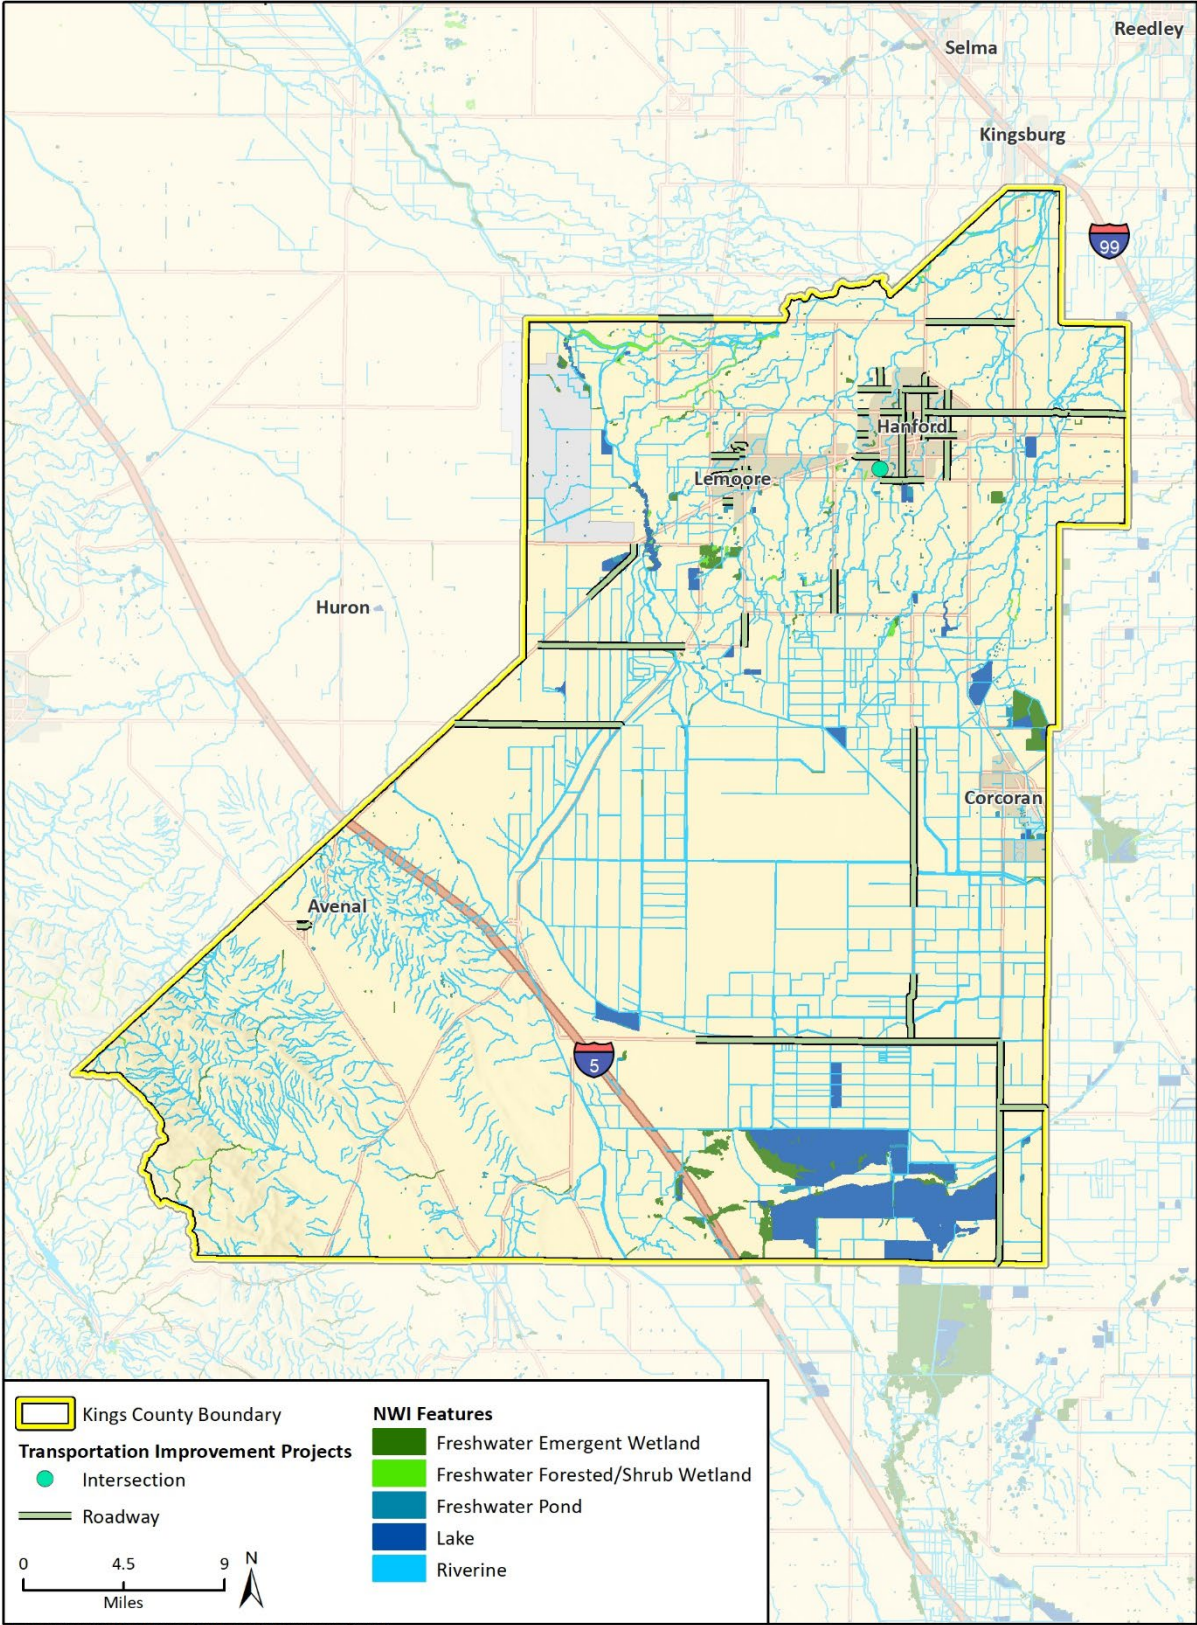 Reedley
Selma
Kingsburg
99
Hanford
Lemoore
Huron
Corcoran
Avenal
5
Kings County Boundary
Transportation Improvement Projects
Intersection
Roadway
0 4.5 9
Miles
N
NWI Features
Freshwater Emergent Wetland
Freshwater Forested/Shrub Wetland
Freshwater Pond
Lake
Riverine